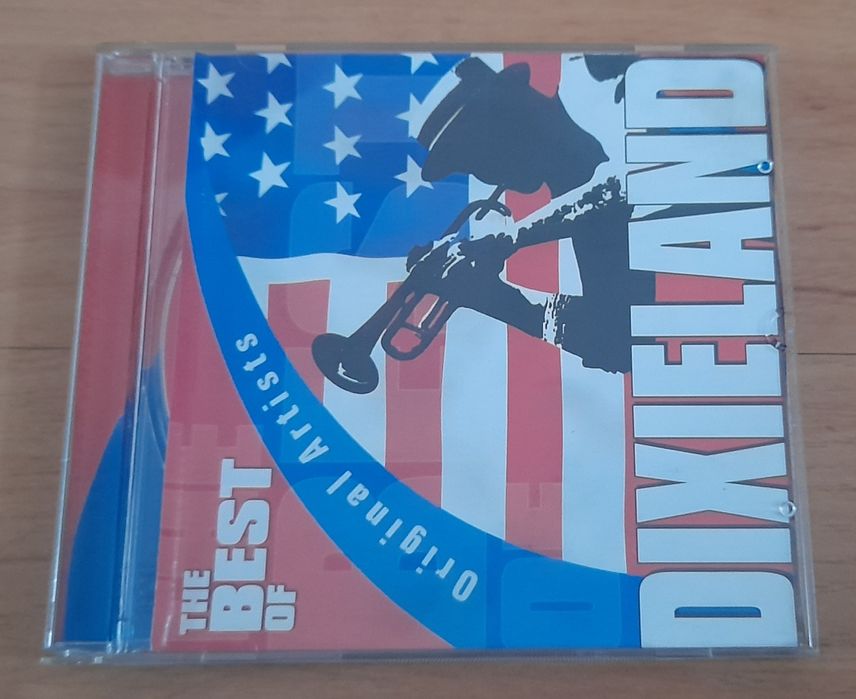 THE
BEST
OF
Original Artists
DIXIELAND